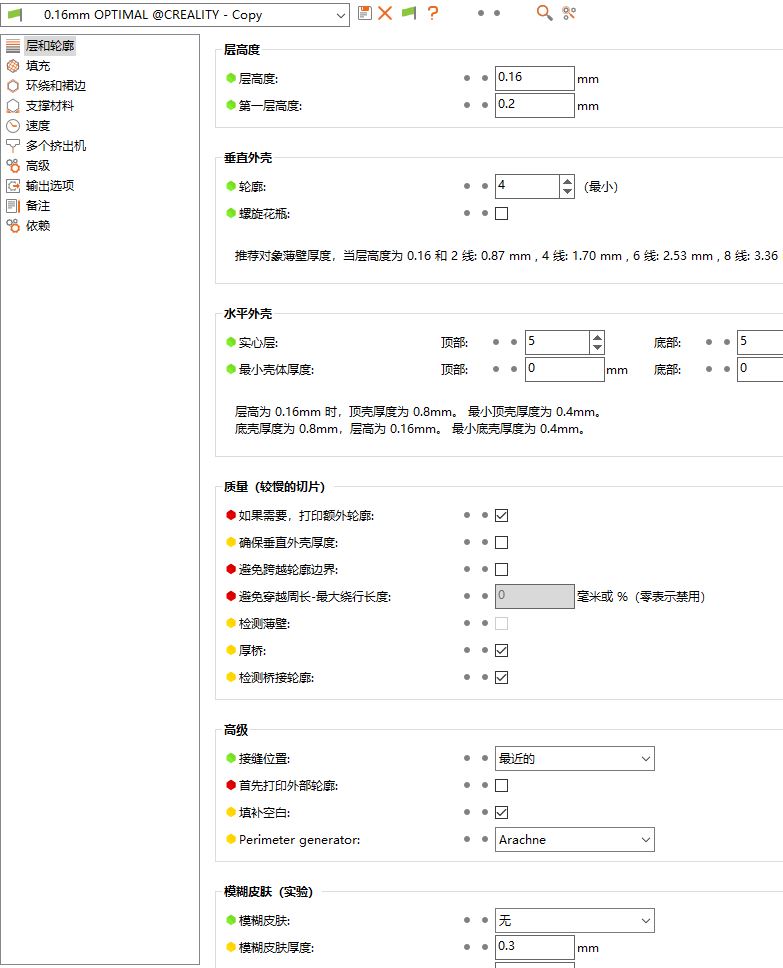 0.16mm OPTIMAL @CREALITY - Copy
层和轮廓
填充
环绕和裙边
支撑材料
速度
多个挤出机
高级
输出选项
备注
依赖
层高度
层高度: 0.16 mm
第一层高度: 0.2 mm
垂直外壳
轮廓: 4 (最小)
螺旋花瓶:
推荐对象薄壁厚度，当层高度为 0.16 和 2 线: 0.87 mm , 4 线: 1.70 mm , 6 线: 2.53 mm , 8 线: 3.36
水平外壳
实心层: 顶部: 5 底部: 5
最小壳体厚度: 顶部: 0 mm 底部: 0
层高为 0.16mm 时，顶壳厚度为 0.8mm。 最小顶壳厚度为 0.4mm。
底壳厚度为 0.8mm，层高为 0.16mm。 最小底壳厚度为 0.4mm。
质量（较慢的切片）
如果需要，打印额外轮廓:
确保垂直外壳厚度:
避免跨越轮廓边界:
避免穿越周长-最大绕行长度: 0 毫米或 %（零表示禁用）
检测薄壁:
厚桥:
检测桥接轮廓:
高级
接缝位置: 最近的
首先打印外部轮廓:
填补空白:
Perimeter generator: Arachne
模糊皮肤（实验）
模糊皮肤: 无
模糊皮肤厚度: 0.3 mm